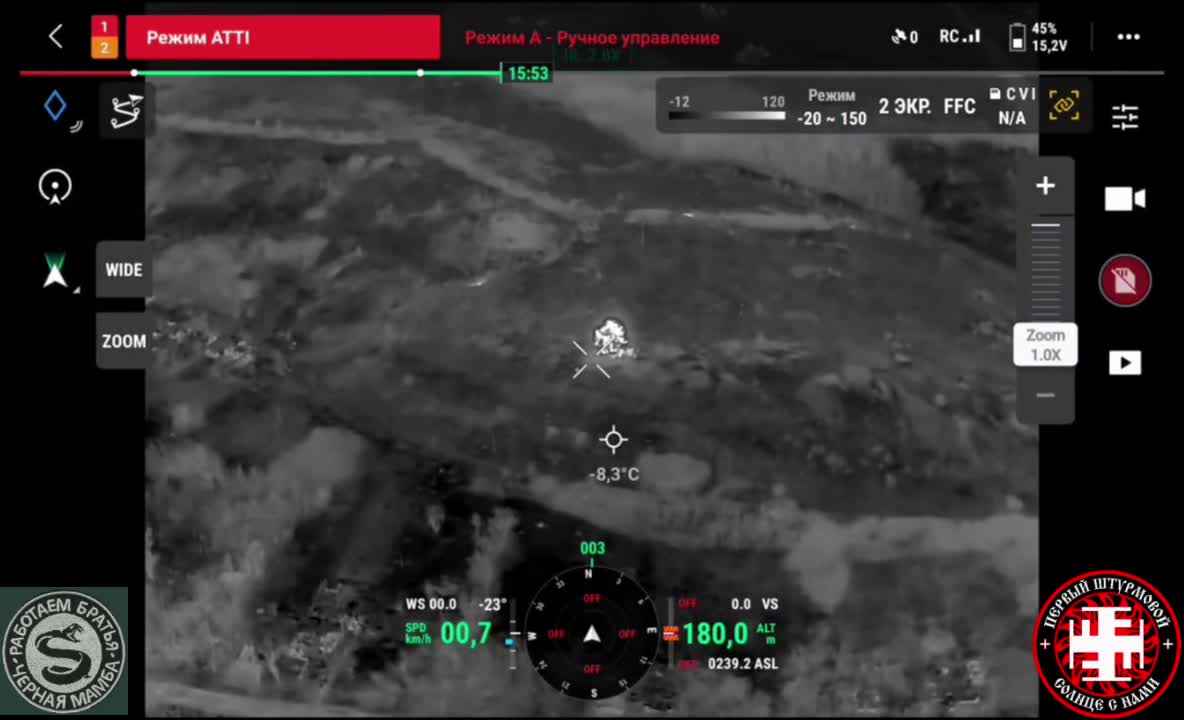 1
2
Режим ATTI
Режим А - Ручное управление
0
RC
45%
15,2V
15:53
-12
120
Режим
-20 ~ 150
2 ЭКР.
FFC
C V I
N/A
WIDE
ZOOM
Zoom
1.0X
-8,3°C
003
N
E
S
W
OFF
OFF
OFF
OFF
WS 00.0
-23°
SPD
km/h
00,7
OFF
0.0 VS
180,0
ALT
m
OFF
0239.2 ASL
РАБОТАЕМ БРАТЬЯ
ЧЕРНАЯ МАМБА
ПЕРВЫЙ ШТУРМОВОЙ
СОЛНЦЕ С НАМИ